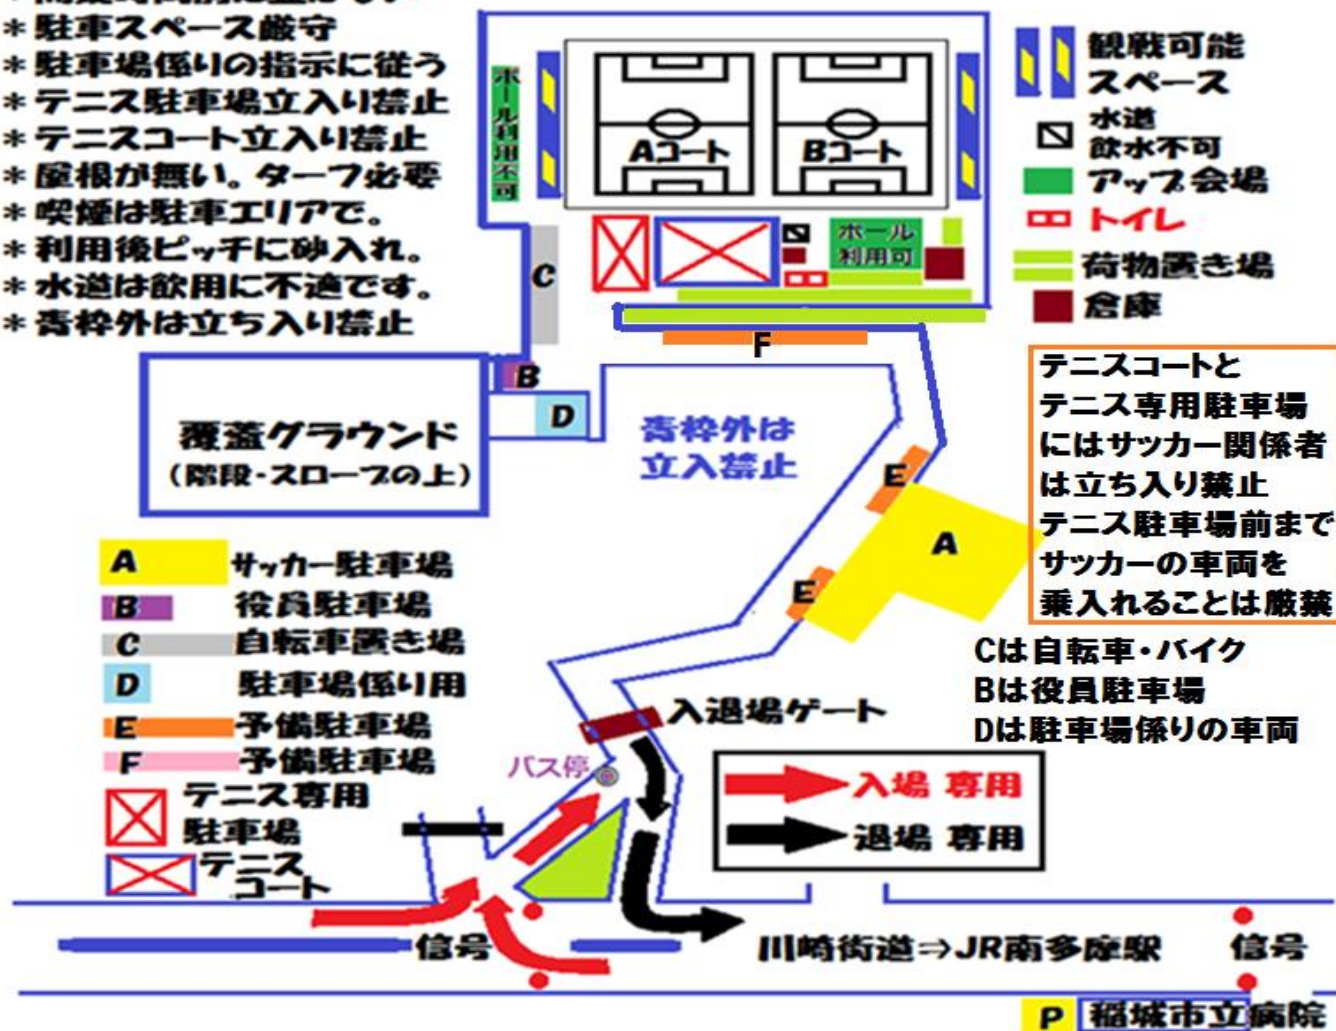 ＊駐車スペース厳守
＊駐車場係りの指示に従う
＊テニス駐車場立入り禁止
＊テニスコート立入り禁止
＊屋根が無い。タープ必要
＊喫煙は駐車エリアで。
＊利用後ピッチに砂入れ。
＊水道は飲用に不適です。
＊青枠外は立ち入り禁止
ボール利用不可
Aコート
Bコート
ボール
利用可
観戦可能
スペース
水道
飲水不可
アップ会場
トイレ
荷物置き場
倉庫
C
F
B
D
覆蓋グラウンド
(階段・スロープの上)
青枠外は
立入禁止
E
A
E
テニスコートと
テニス専用駐車場
にはサッカー関係者
は立ち入り禁止
テニス駐車場前まで
サッカーの車両を
乗入れることは厳禁
Cは自転車・バイク
Bは役員駐車場
Dは駐車場係りの車両
A サッカー駐車場
B 役員駐車場
C 自転車置き場
D 駐車場係り用
E 予備駐車場
F 予備駐車場
テニス専用
駐車場
テニス
コート
入退場ゲート
バス停
入場 専用
退場 専用
信号
川崎街道⇒JR南多摩駅
信号
P 稲城市立病院